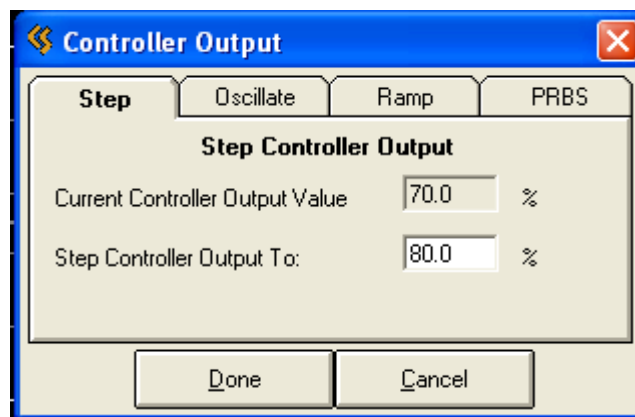 Controller Output
Step Oscillate Ramp PRBS
Step Controller Output
Current Controller Output Value 70.0 %
Step Controller Output To: 80.0 %
Done Cancel